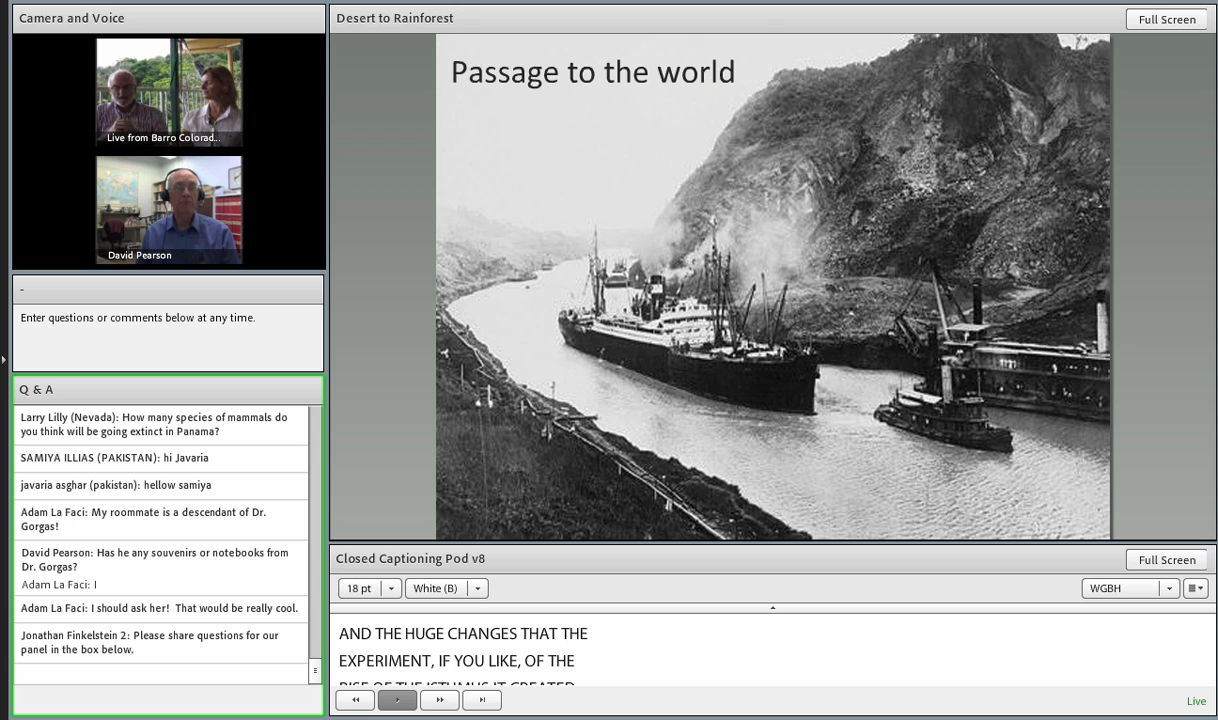 Camera and Voice
Live from Barro Colorad...
David Pearson
-
Enter questions or comments below at any time.
Q & A
Larry Lilly (Nevada): How many species of mammals do
you think will be going extinct in Panama?
SAMIYA ILLIAS (PAKISTAN): hi Javaria
javaria asghar (pakistan): hellow samiya
Adam La Faci: My roommate is a descendant of Dr.
Gorgas!
David Pearson: Has he any souvenirs or notebooks from
Dr. Gorgas?
Adam La Faci: I
Adam La Faci: I should ask her!  That would be really cool.
Jonathan Finkelstein 2: Please share questions for our
panel in the box below.
Desert to Rainforest
Full Screen
Passage to the world
Closed Captioning Pod v8
Full Screen
18 pt
White (B)
WGBH
AND THE HUGE CHANGES THAT THE
EXPERIMENT, IF YOU LIKE, OF THE
RISE OF THE ISTHMUS IT CREATED
Live